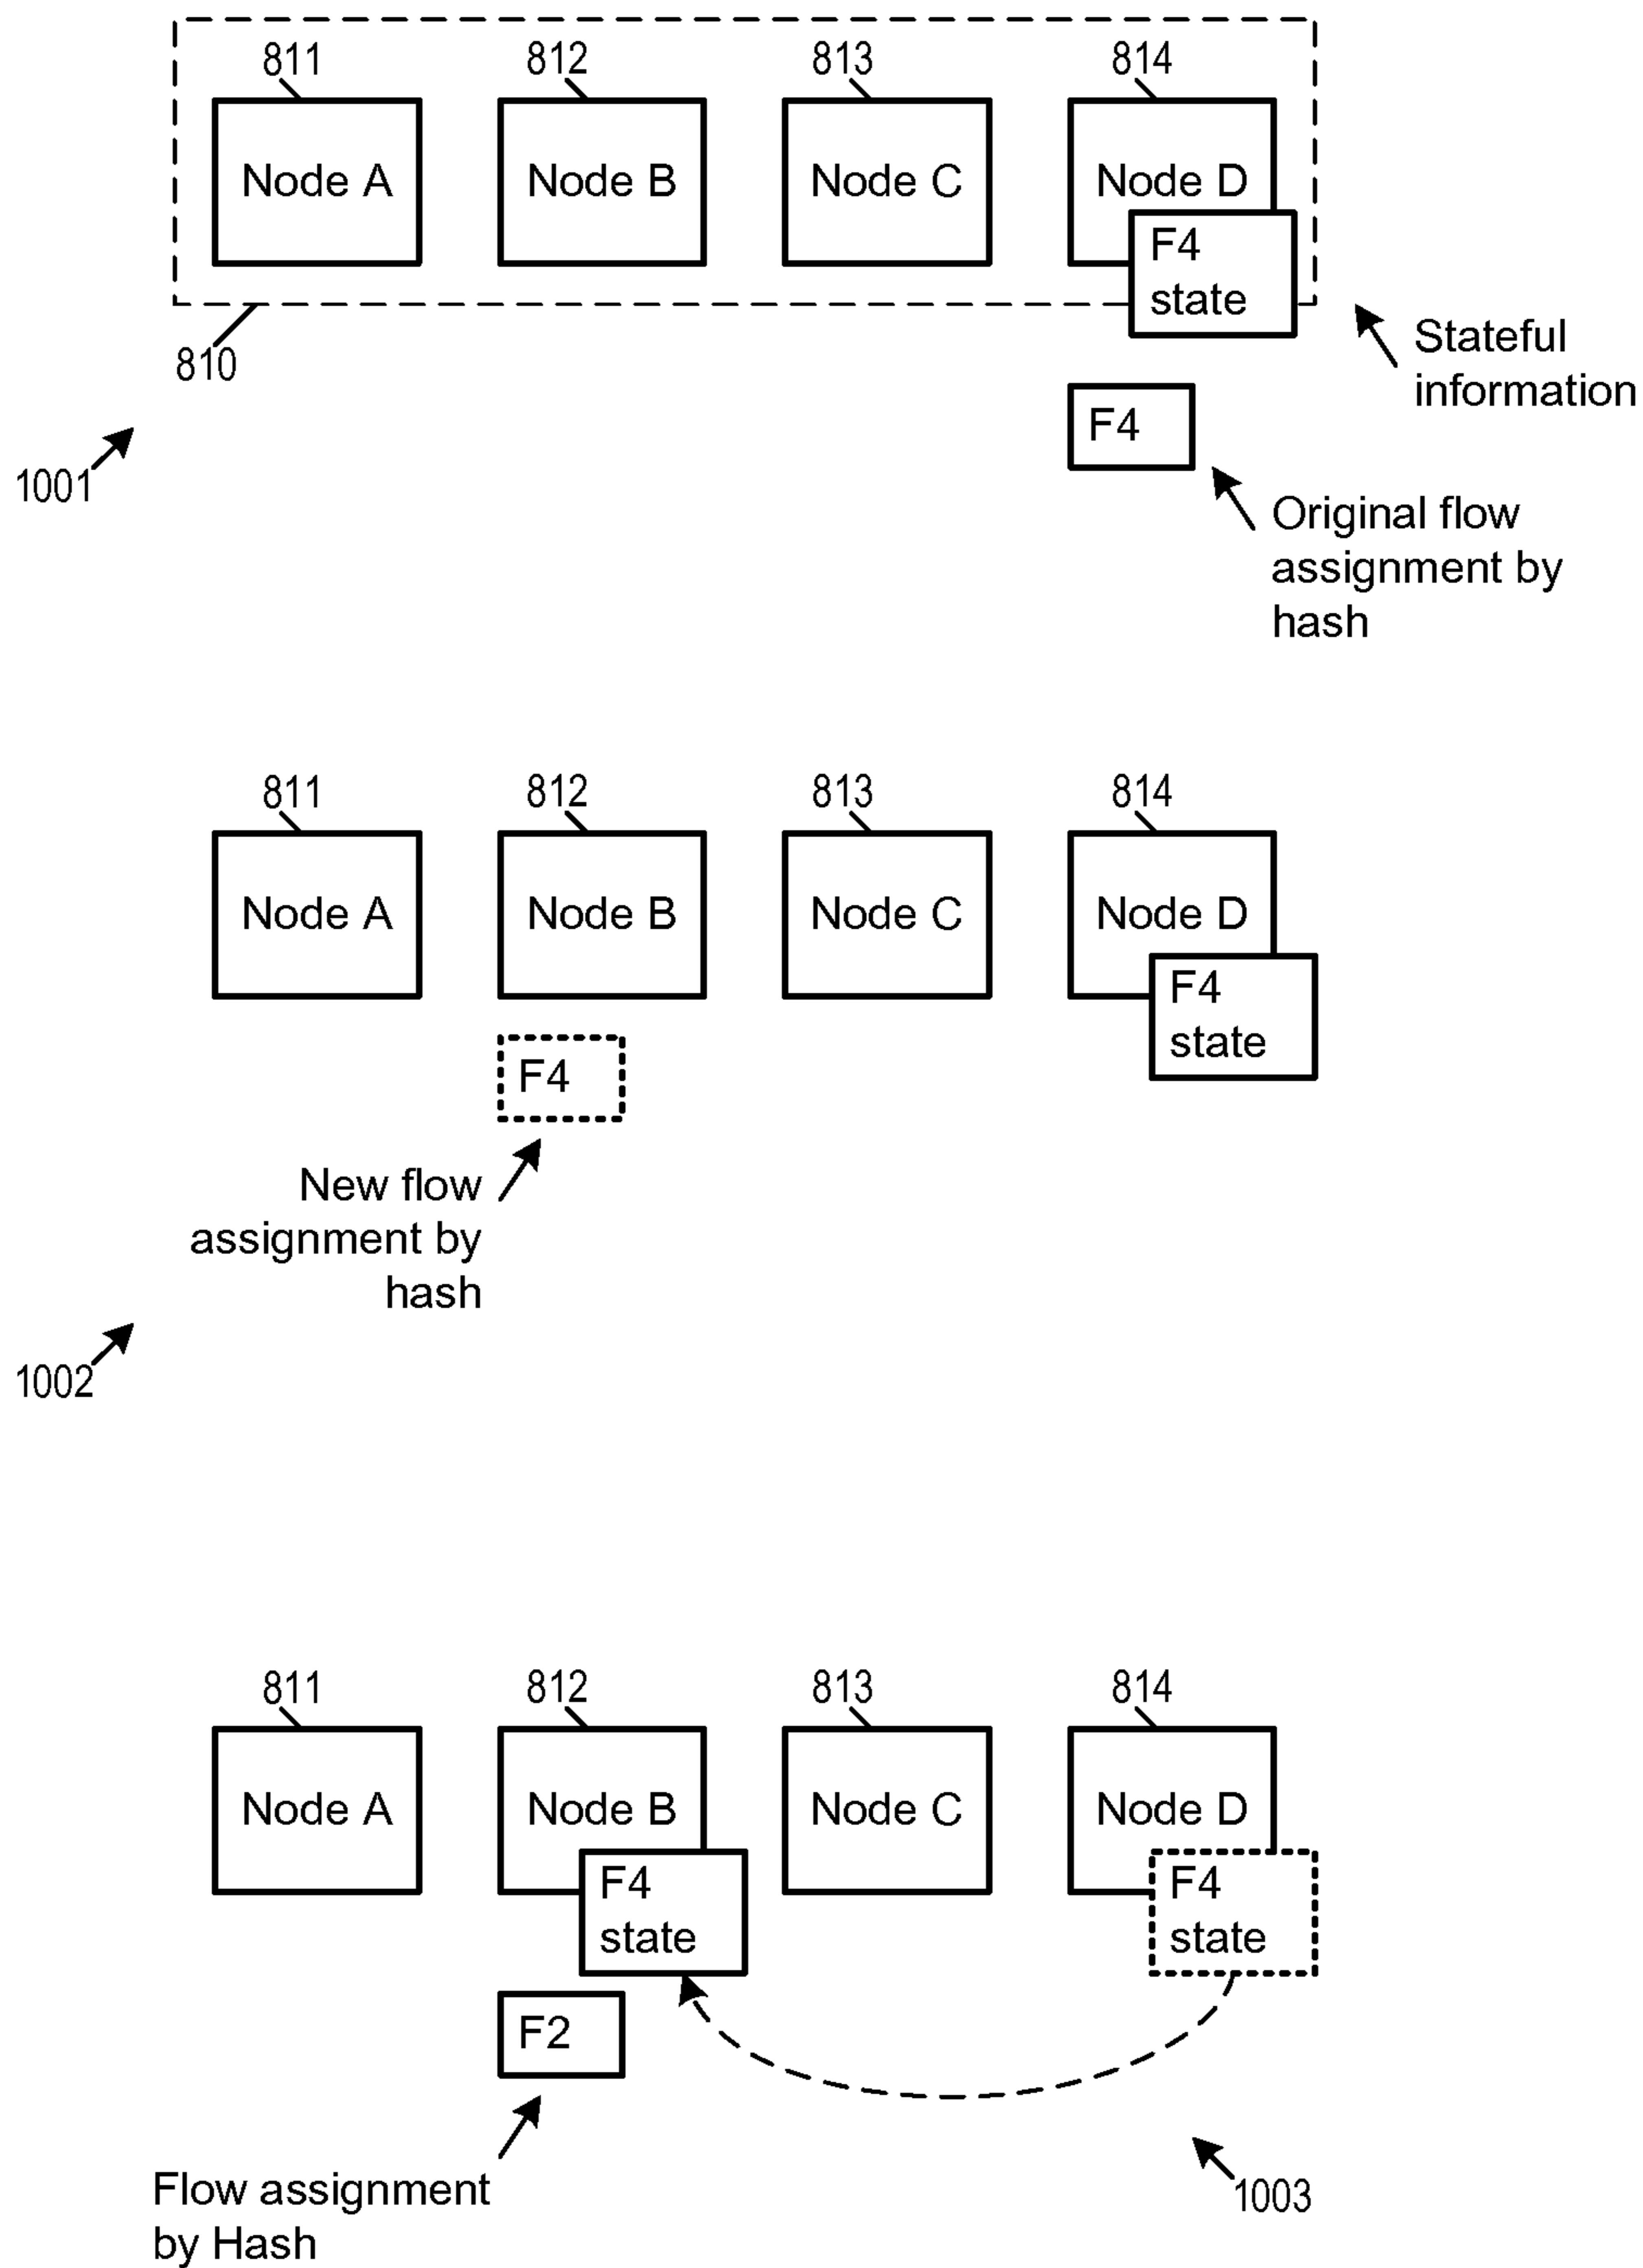 811
812
813
814
Node A
Node B
Node C
Node D
F4
state
810
Stateful
information
F4
1001
Original flow
assignment by
hash
811
812
813
814
Node A
Node B
Node C
Node D
F4
state
F4
New flow
assignment by
hash
1002
811
812
813
814
Node A
Node B
Node C
Node D
F4
state
F4
state
F2
Flow assignment
by Hash
1003